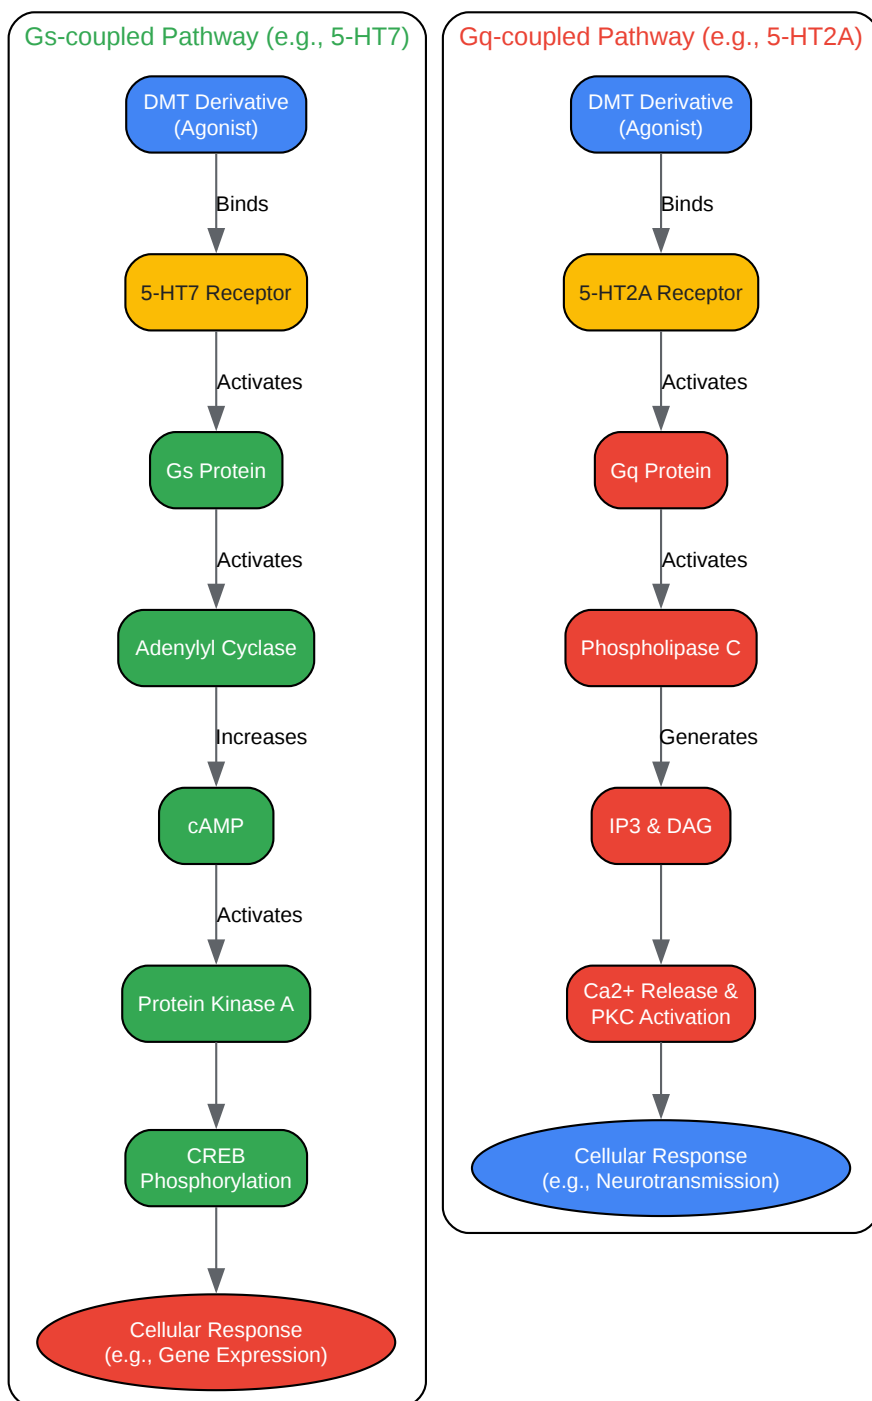 Gs-coupled Pathway (e.g., 5-HT7)
DMT Derivative
(Agonist)
Binds
5-HT7 Receptor
Activates
Gs Protein
Activates
Adenylyl Cyclase
Increases
cAMP
Activates
Protein Kinase A
CREB
Phosphorylation
Cellular Response
(e.g., Gene Expression)
Gq-coupled Pathway (e.g., 5-HT2A)
DMT Derivative
(Agonist)
Binds
5-HT2A Receptor
Activates
Gq Protein
Activates
Phospholipase C
Generates
IP3 & DAG
Ca2+ Release &
PKC Activation
Cellular Response
(e.g., Neurotransmission)